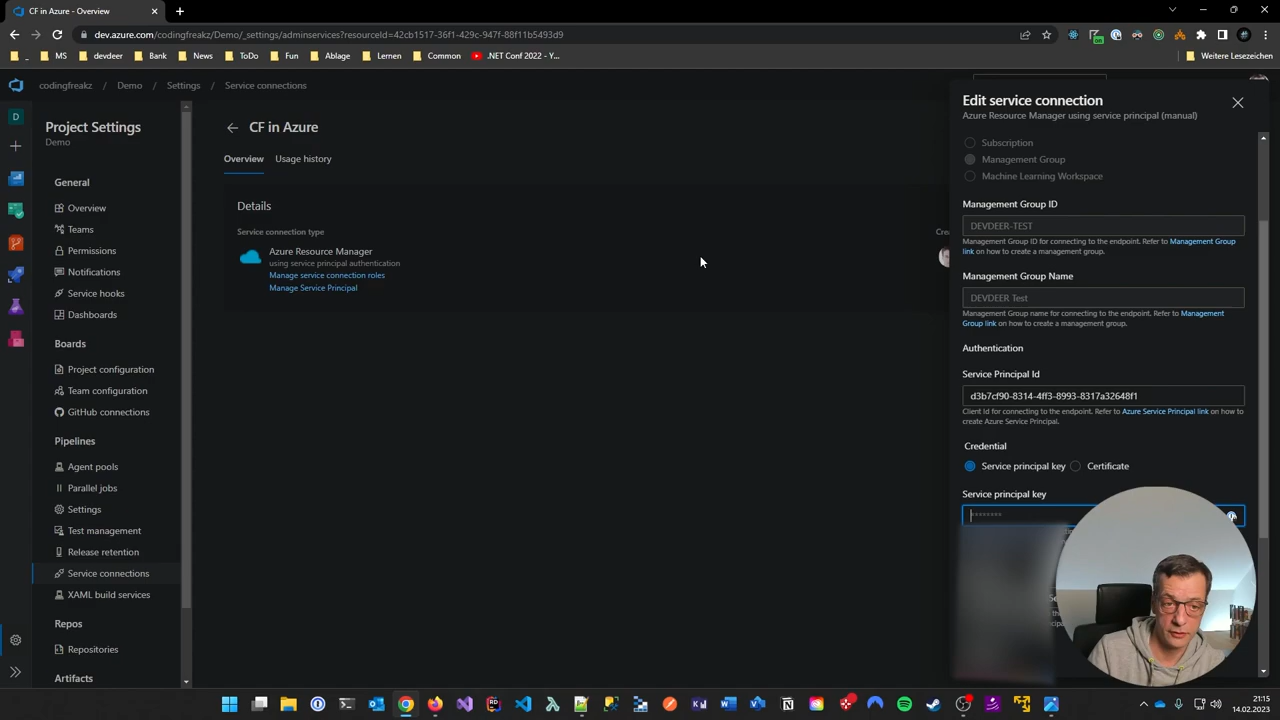 CF in Azure - Overview
dev.azure.com/codingfreakz/Demo/_settings/adminservices?resourceId=42cb1517-36f1-429c-947f-88f11b5493d9
MS
devdeer
Bank
News
ToDo
Fun
Ablage
Lernen
Common
.NET Conf 2022 - Y...
Weitere Lesezeichen
codingfreakz / Demo / Settings / Service connections
D
Project Settings
Demo
General
Overview
Teams
Permissions
Notifications
Service hooks
Dashboards
Boards
Project configuration
Team configuration
GitHub connections
Pipelines
Agent pools
Parallel jobs
Settings
Test management
Release retention
Service connections
XAML build services
Repos
Repositories
Artifacts
CF in Azure
Overview
Usage history
Details
Service connection type
Azure Resource Manager
using service principal authentication
Manage service connection roles
Manage Service Principal
Edit service connection
Azure Resource Manager using service principal (manual)
Subscription
Management Group
Machine Learning Workspace
Management Group ID
DEVDEER-TEST
Management Group ID for connecting to the endpoint. Refer to Management Group
link on how to create a management group.
Management Group Name
DEVDEER Test
Management Group name for connecting to the endpoint. Refer to Management
Group link on how to create a management group.
Authentication
Service Principal Id
d3b7cf90-8314-4ff3-8993-8317a32648f1
Client Id for connecting to the endpoint. Refer to Azure Service Principal link on how to
create Azure Service Principal.
Credential
Service principal key
Certificate
Service principal key
********
21:15
14.02.2023